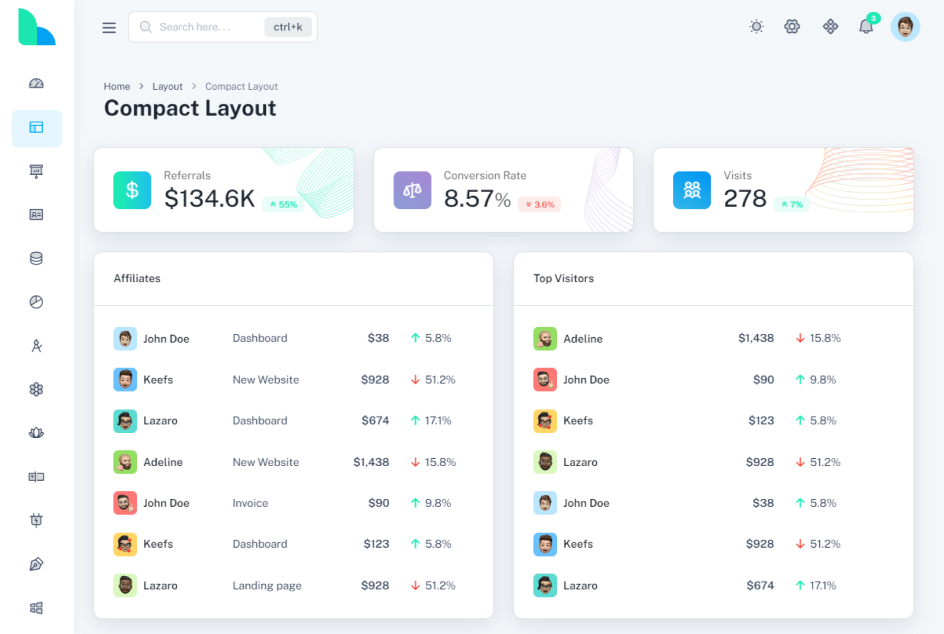 Search here... ctrl+k
3
Home > Layout > Compact Layout
Compact Layout
Referrals
$134.6K 55%
Conversion Rate
8.57% 3.6%
Visits
278 7%
Affiliates
John Doe Dashboard $38 5.8%
Keefs New Website $928 51.2%
Lazaro Dashboard $674 17.1%
Adeline New Website $1,438 15.8%
John Doe Invoice $90 9.8%
Keefs Dashboard $123 5.8%
Lazaro Landing page $928 51.2%
Top Visitors
Adeline $1,438 15.8%
John Doe $90 9.8%
Keefs $123 5.8%
Lazaro $928 51.2%
John Doe $38 5.8%
Keefs $928 51.2%
Lazaro $674 17.1%